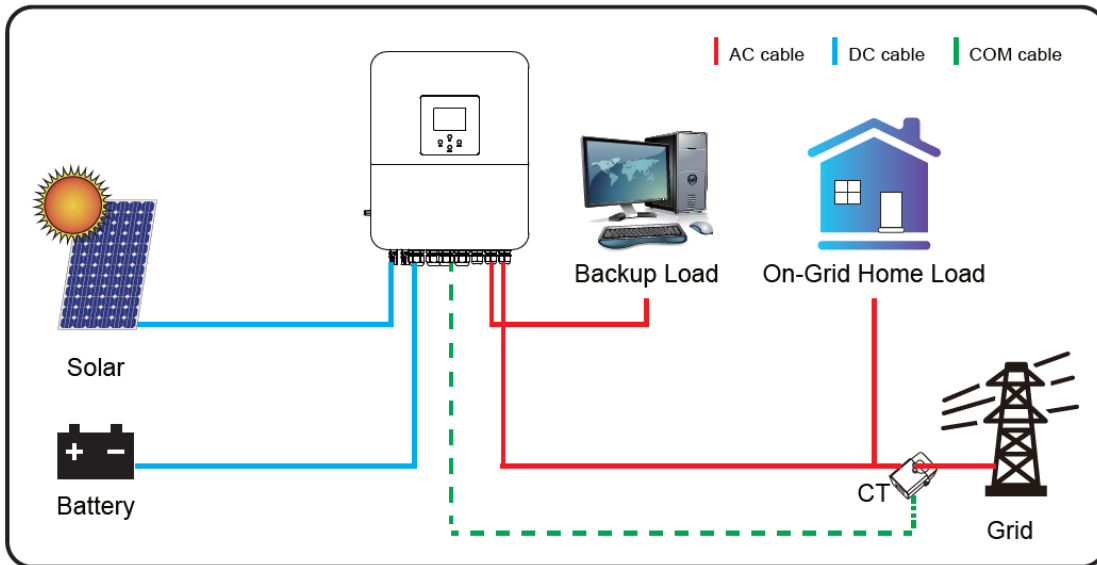 AC cable
DC cable
COM cable
Backup Load
On-Grid Home Load
Solar
+ −
Battery
CT
Grid